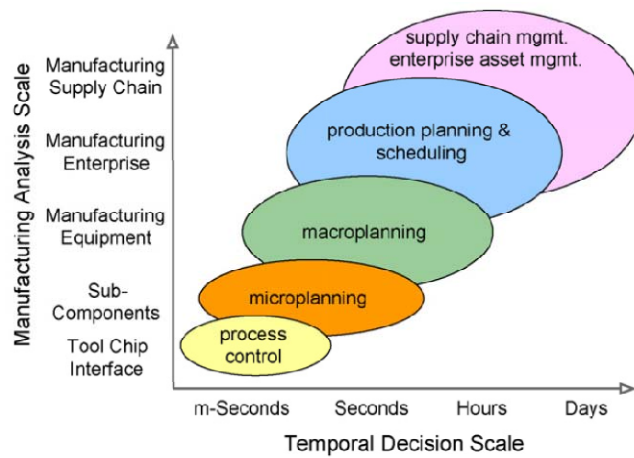 Manufacturing Analysis Scale
Manufacturing
Supply Chain
Manufacturing
Enterprise
Manufacturing
Equipment
Sub-
Components
Tool Chip
Interface
supply chain mgmt.
enterprise asset mgmt.
production planning &
scheduling
macroplanning
microplanning
process
control
m-Seconds
Seconds
Hours
Days
Temporal Decision Scale